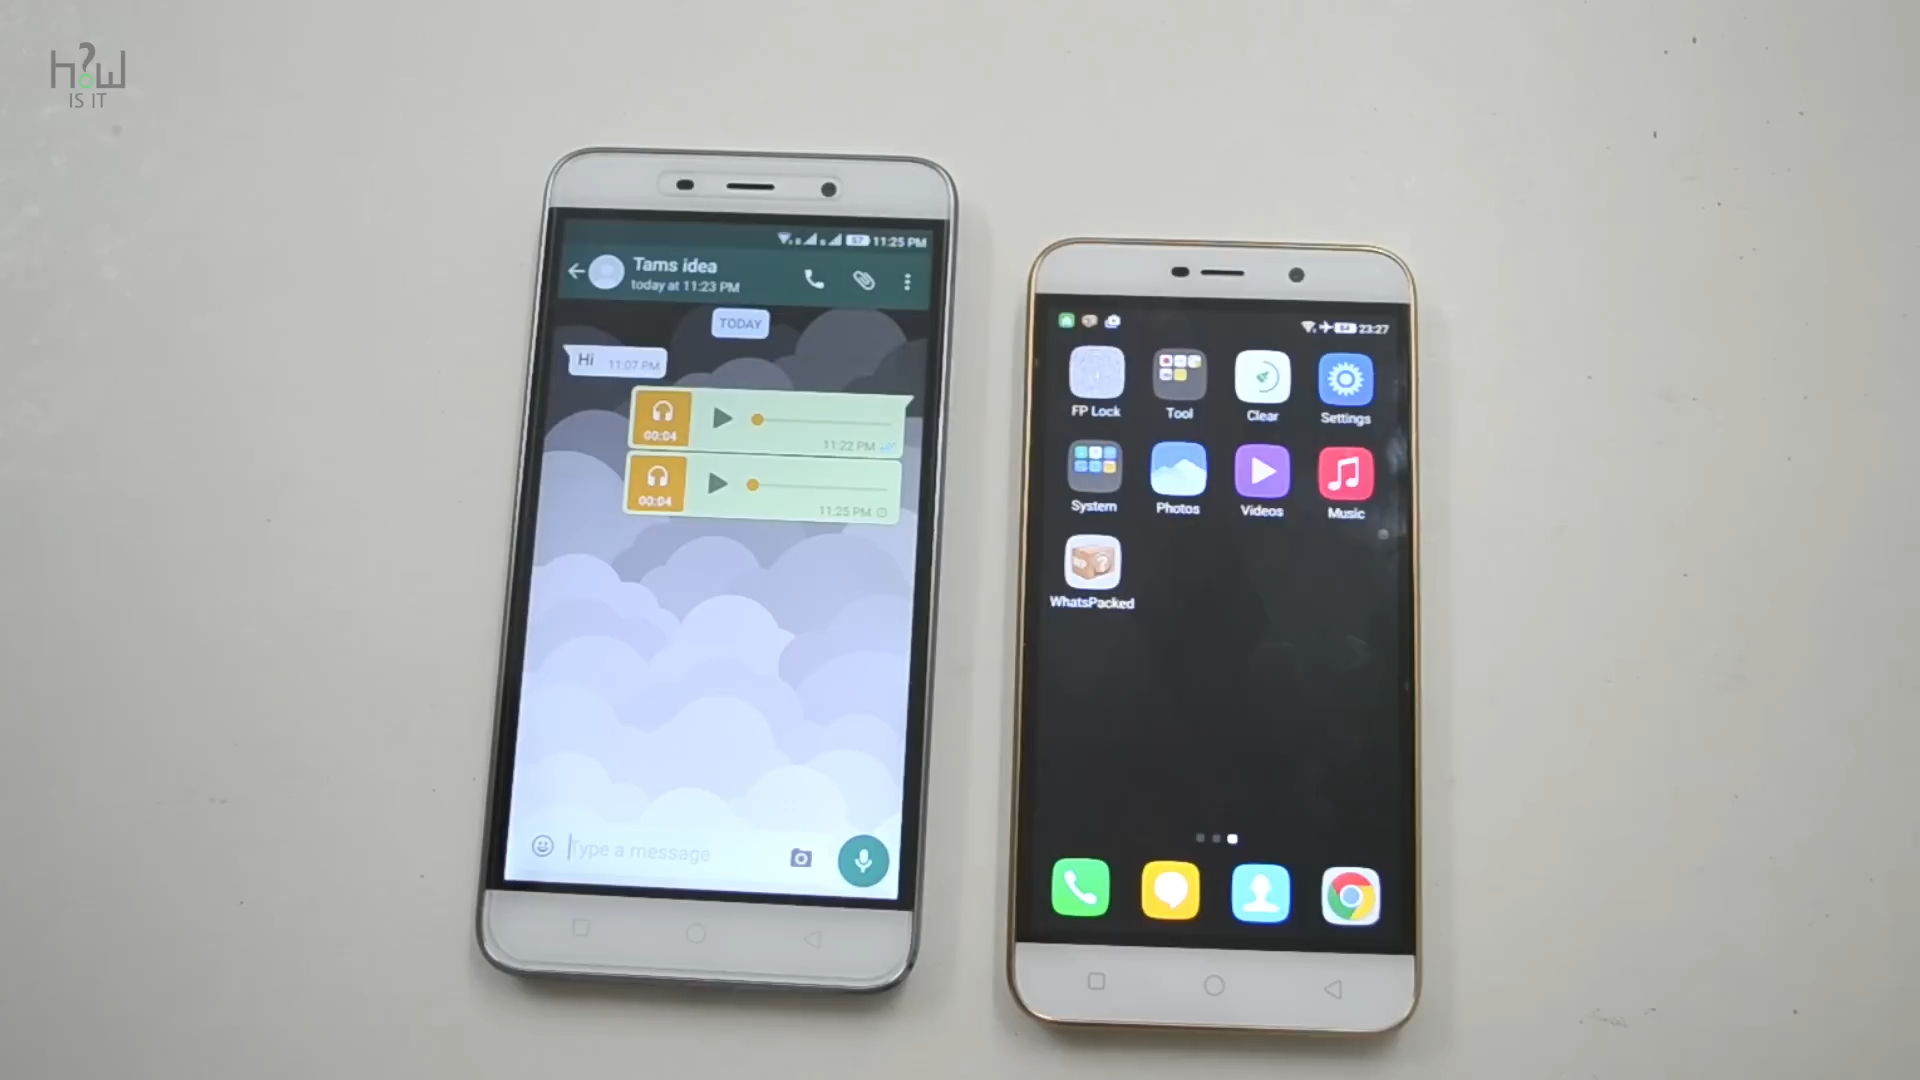 h?w
IS IT
57 11:25 PM
Tams idea
today at 11:23 PM
TODAY
Hi 11:07 PM
00:04
11:22 PM
00:04
11:25 PM
Type a message
23:27
FP Lock Tool Clear Settings
System Photos Videos Music
WhatsPacked